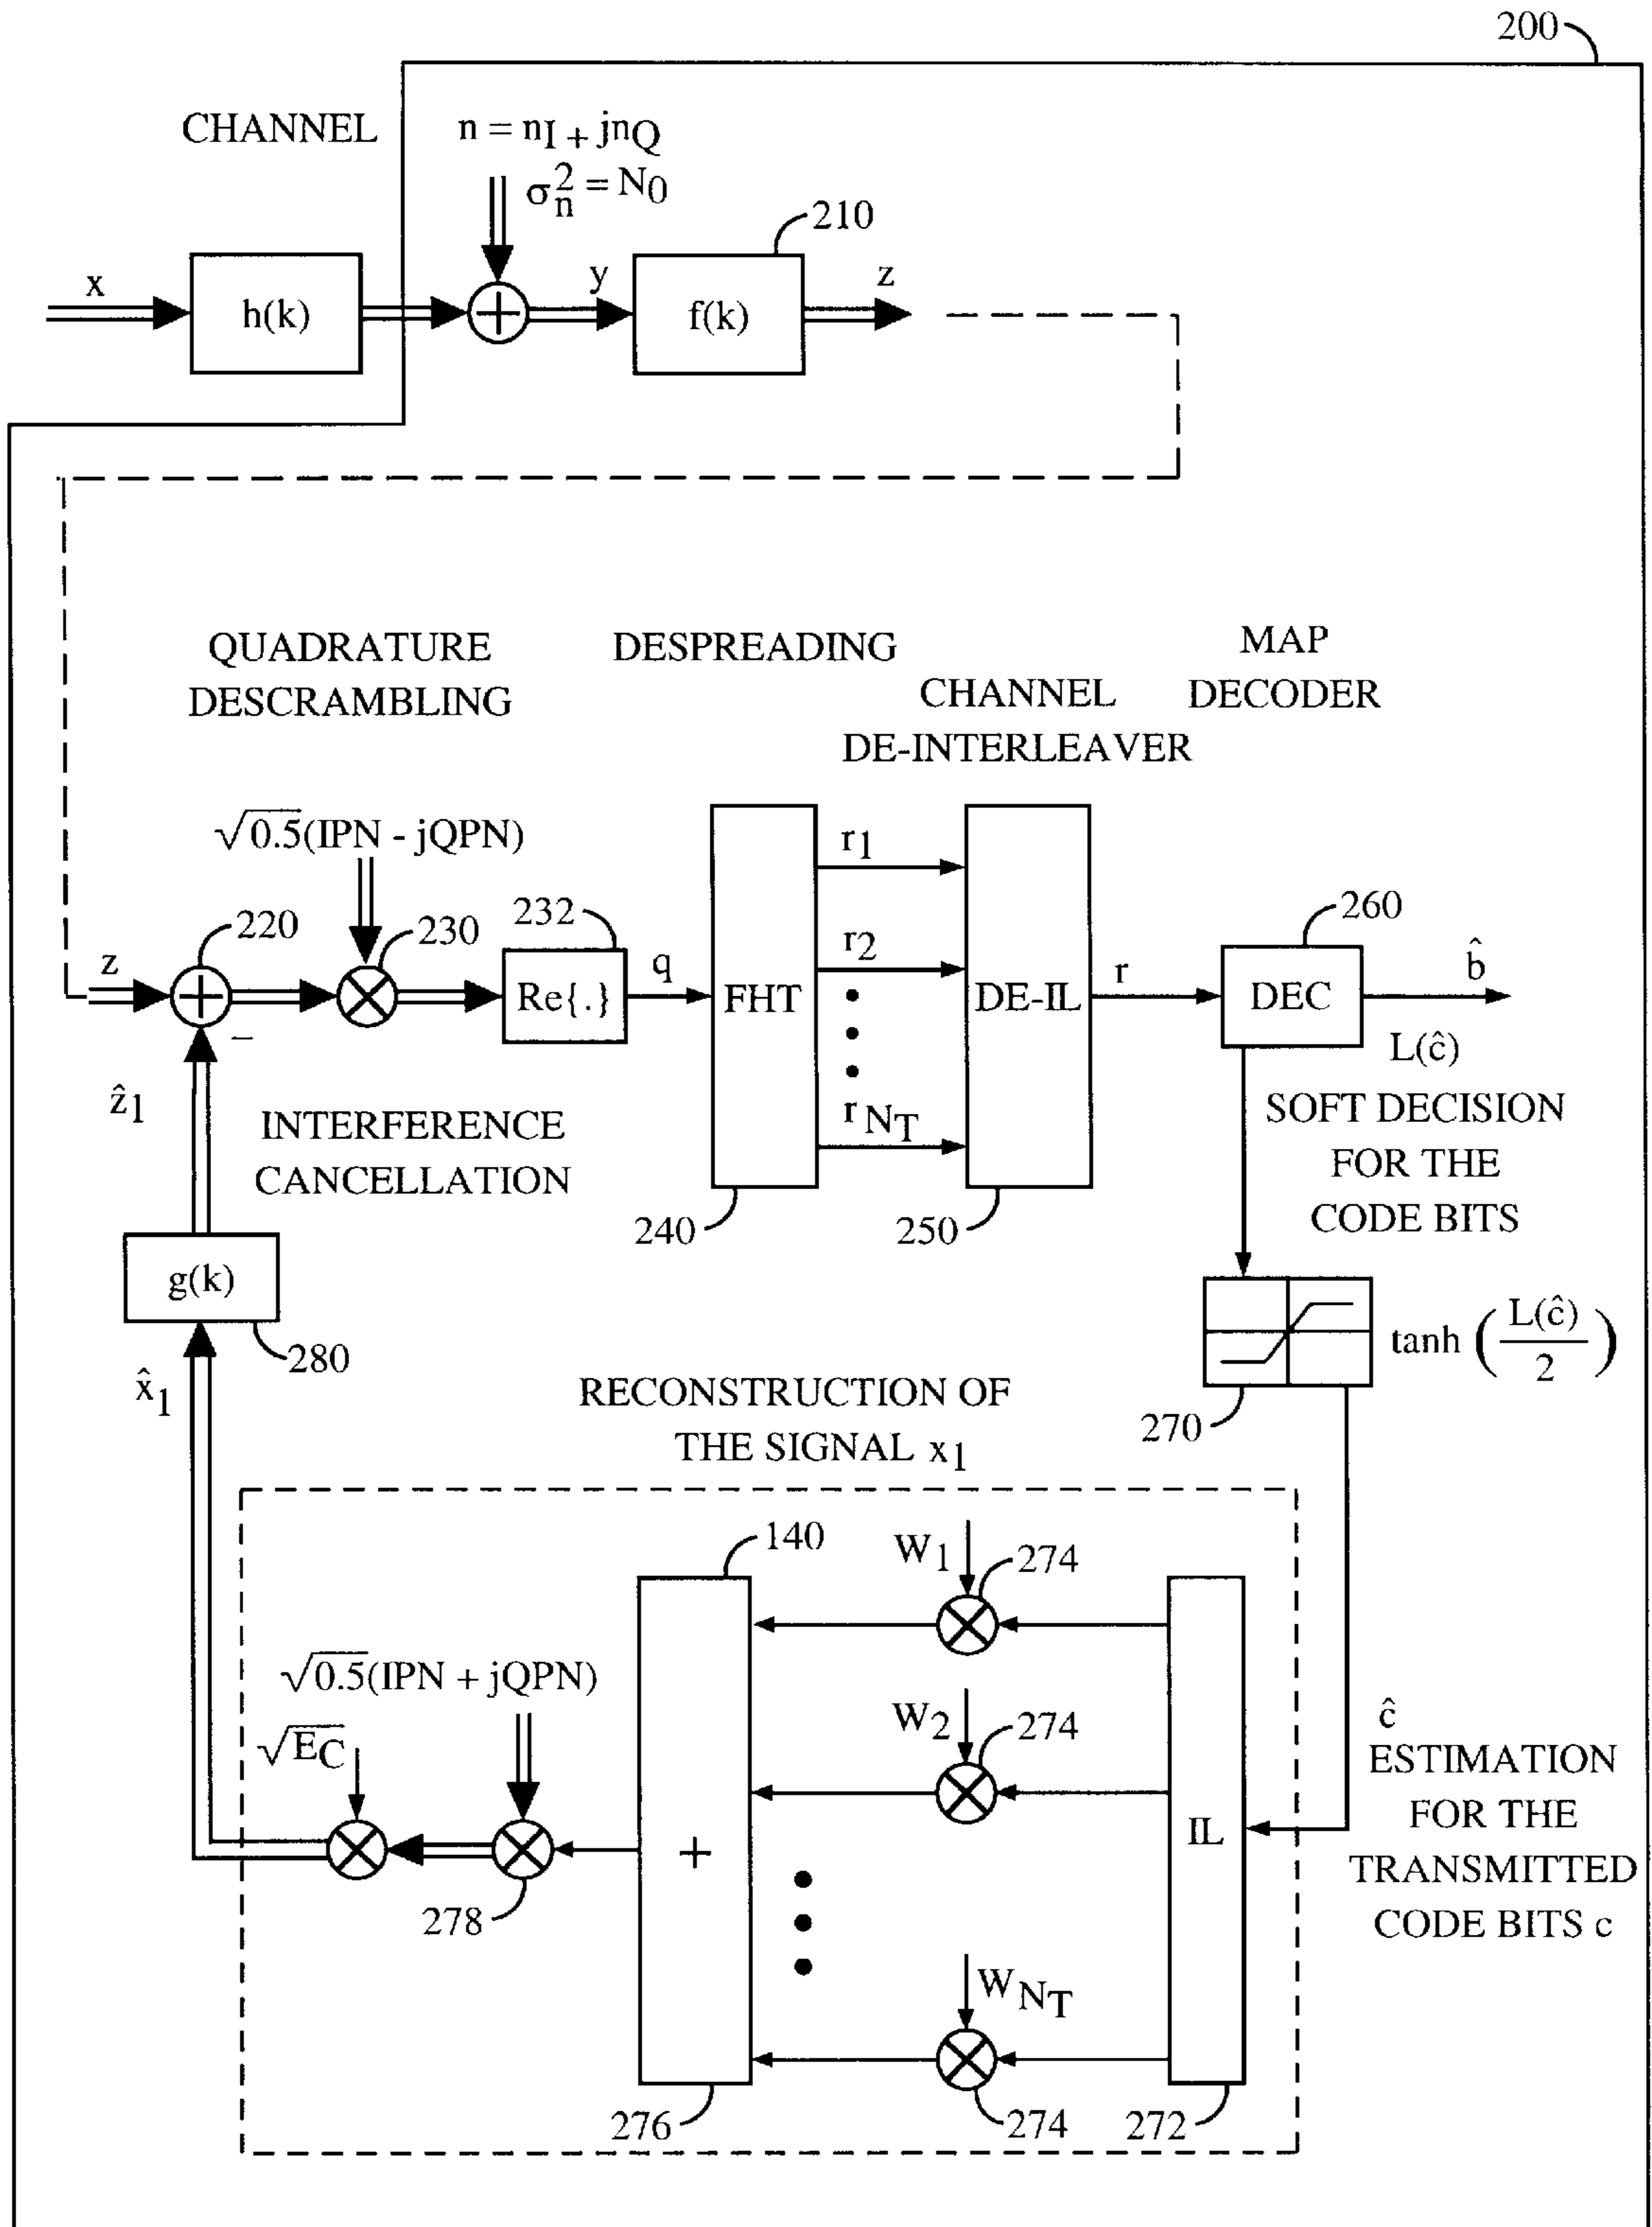 200
CHANNEL
n = nI + jnQ
σn² = N0
210
x
h(k)
y
f(k)
z
QUADRATURE
DESCRAMBLING
DESPREADING
CHANNEL
DE-INTERLEAVER
MAP
DECODER
√0.5(IPN - jQPN)
z
220
230
232
Re{.}
q
FHT
r1
r2
rNT
240
DE-IL
250
r
260
DEC
b̂
L(ĉ)
SOFT DECISION
FOR THE
CODE BITS
−
ẑ1
INTERFERENCE
CANCELLATION
g(k)
280
x̂1
tanh (L(ĉ)/2)
270
RECONSTRUCTION OF
THE SIGNAL x1
140
W1
274
√0.5(IPN + jQPN)
√EC
W2
274
ĉ
ESTIMATION
FOR THE
TRANSMITTED
CODE BITS c
IL
+
278
WNT
276
274
272